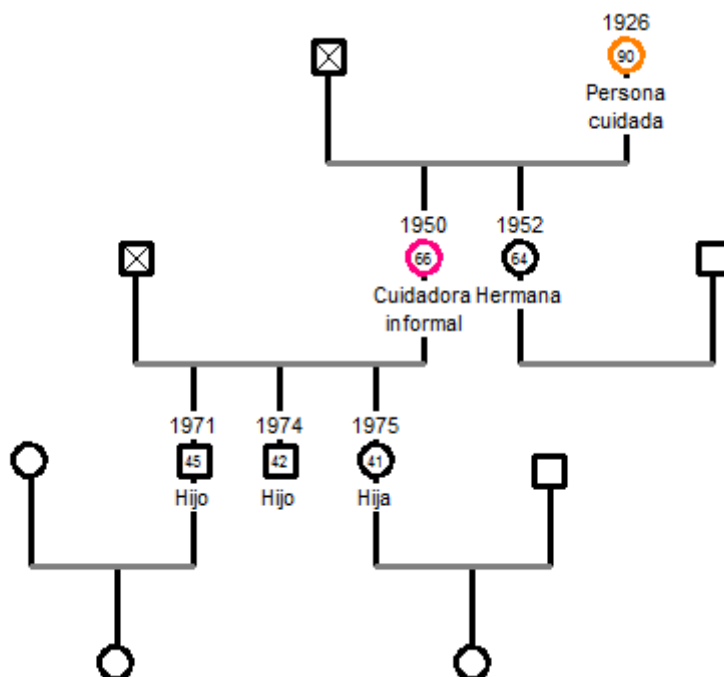 1926
90
Persona
cuidada
1950 1952
66 64
Cuidadora Hermana
informal
1971 1974 1975
45 42 41
Hijo Hijo Hija